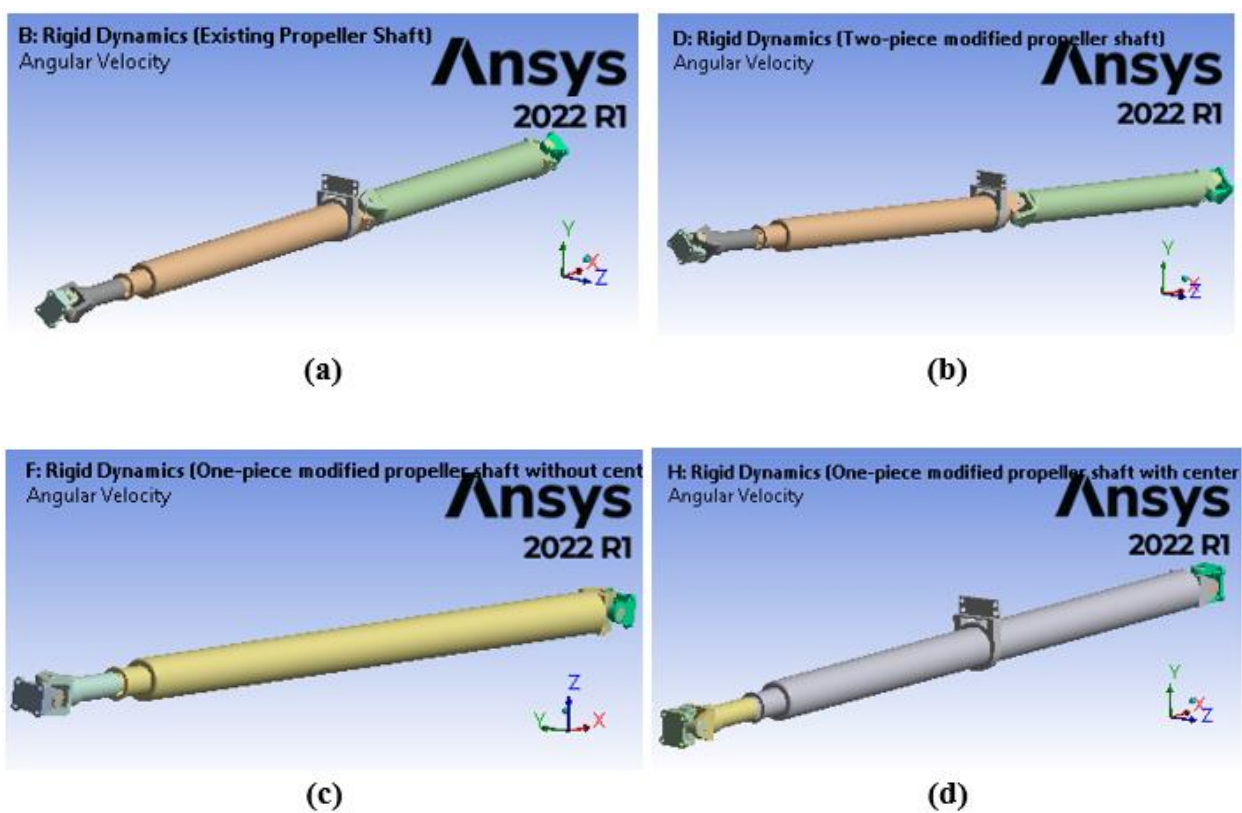 B: Rigid Dynamics (Existing Propeller Shaft)
Angular Velocity
Ansys
2022 R1
Y
X
Z
(a)
D: Rigid Dynamics (Two-piece modified propeller shaft)
Angular Velocity
Ansys
2022 R1
Y
X
Z
(b)
F: Rigid Dynamics (One-piece modified propeller shaft without cent
Angular Velocity
Ansys
2022 R1
Z
Y
X
(c)
H: Rigid Dynamics (One-piece modified propeller shaft with center
Angular Velocity
Ansys
2022 R1
Y
Z
(d)